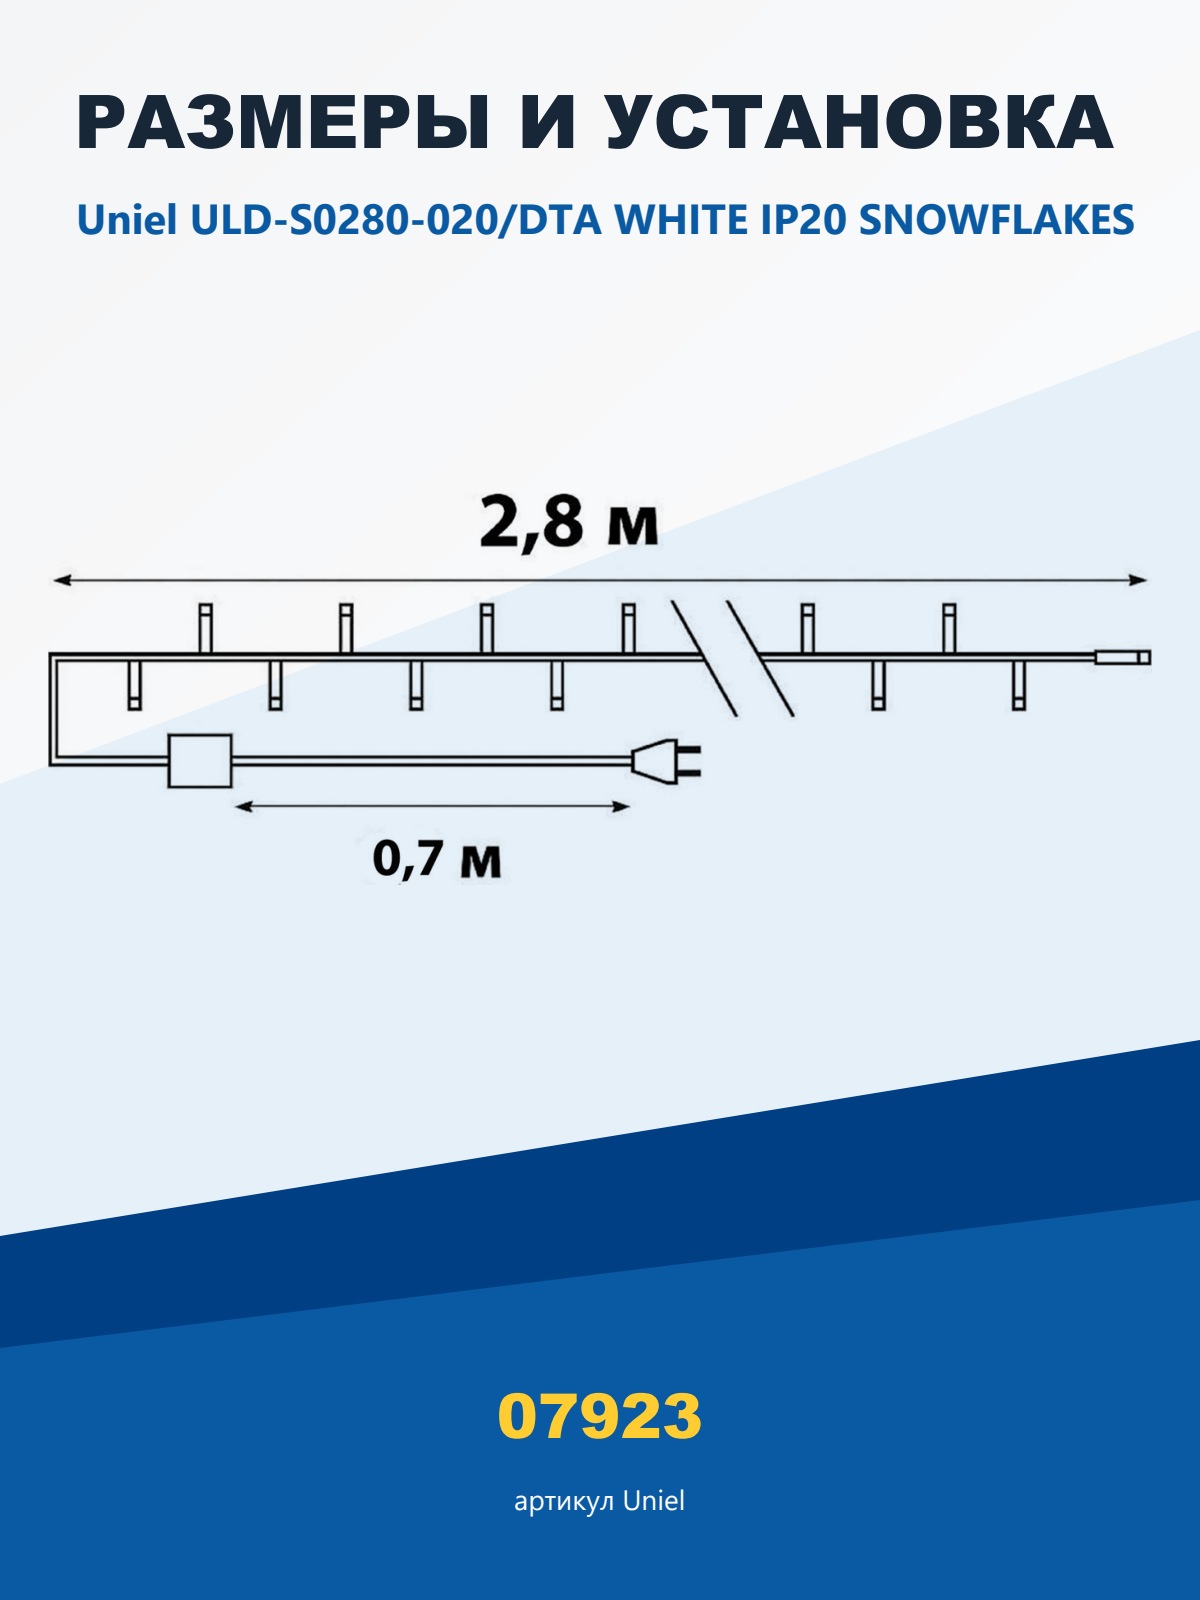 РАЗМЕРЫ И УСТАНОВКА
Uniel ULD-S0280-020/DTA WHITE IP20 SNOWFLAKES
2,8 м
0,7 м
07923
артикул Uniel